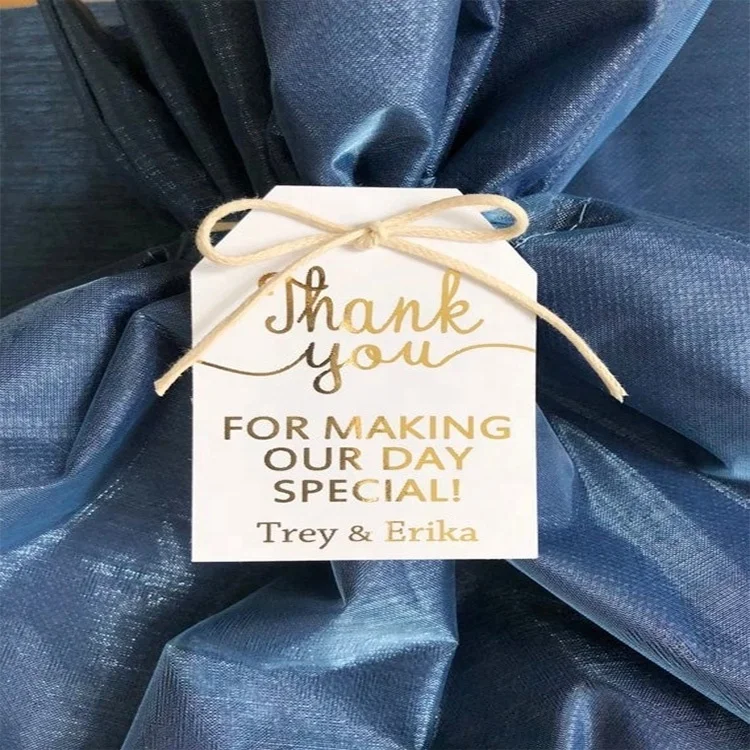 Thank
you
FOR MAKING
OUR DAY
SPECIAL!
Trey & Erika